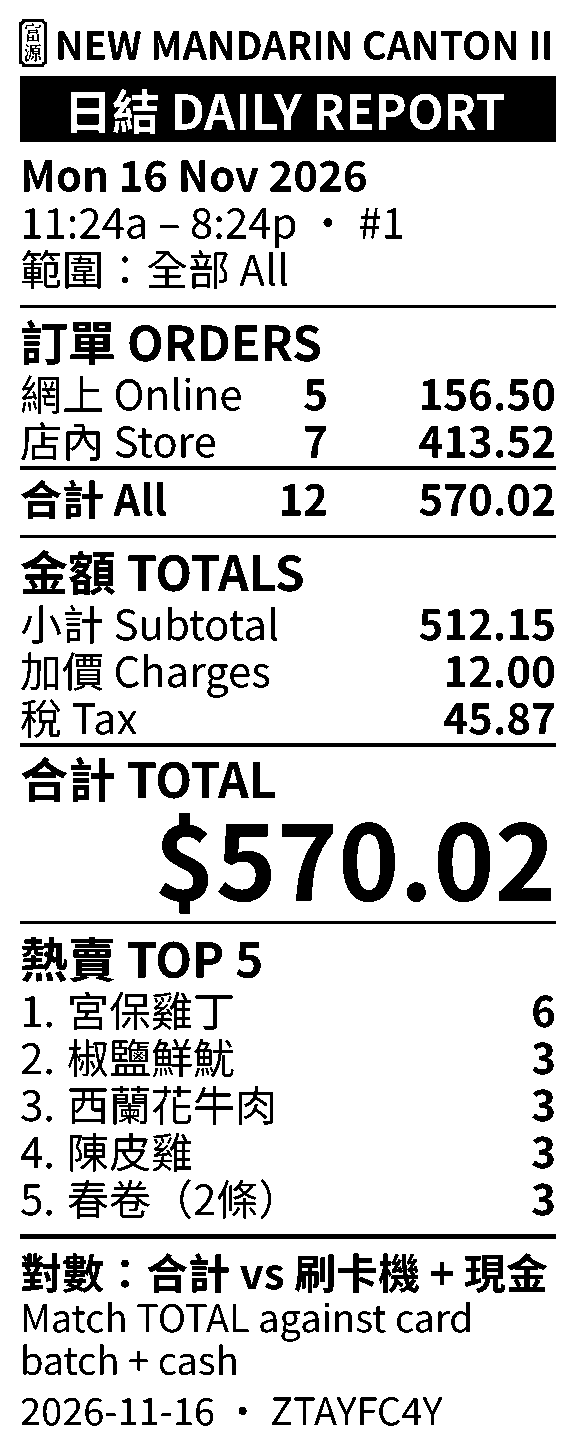 富源 NEW MANDARIN CANTON II
日結 DAILY REPORT
Mon 16 Nov 2026
11:24a – 8:24p • #1
範圍：全部 All
訂單 ORDERS
網上 Online 5 156.50
店內 Store 7 413.52
合計 All 12 570.02
金額 TOTALS
小計 Subtotal 512.15
加價 Charges 12.00
稅 Tax 45.87
合計 TOTAL
$570.02
熱賣 TOP 5
1. 宮保雞丁 6
2. 椒鹽鮮魷 3
3. 西蘭花牛肉 3
4. 陳皮雞 3
5. 春卷（2條） 3
對數：合計 vs 刷卡機 + 現金
Match TOTAL against card
batch + cash
2026-11-16 • ZTAYFC4Y